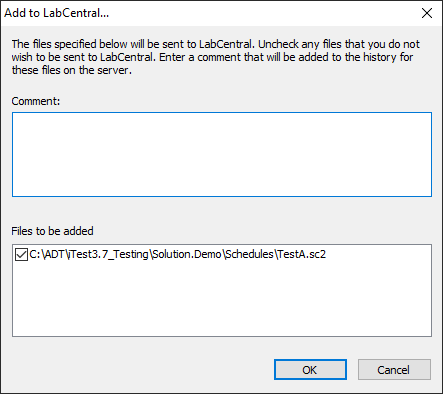 Add to LabCentral...
The files specified below will be sent to LabCentral. Uncheck any files that you do not
wish to be sent to LabCentral. Enter a comment that will be added to the history for
these files on the server.
Comment:
Files to be added
C:\ADT\iTest3.7_Testing\Solution.Demo\Schedules\TestA.sc2
OK
Cancel